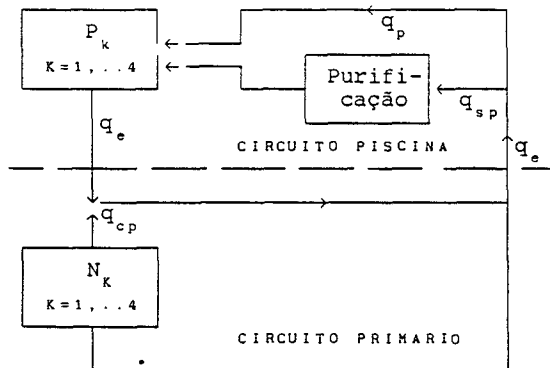 P_k
K=1,..4
q_p
Purifi-
cação
q_sp
q_e
CIRCUITO PISCINA
q_e
q_cp
N_K
K=1,..4
CIRCUITO PRIMARIO